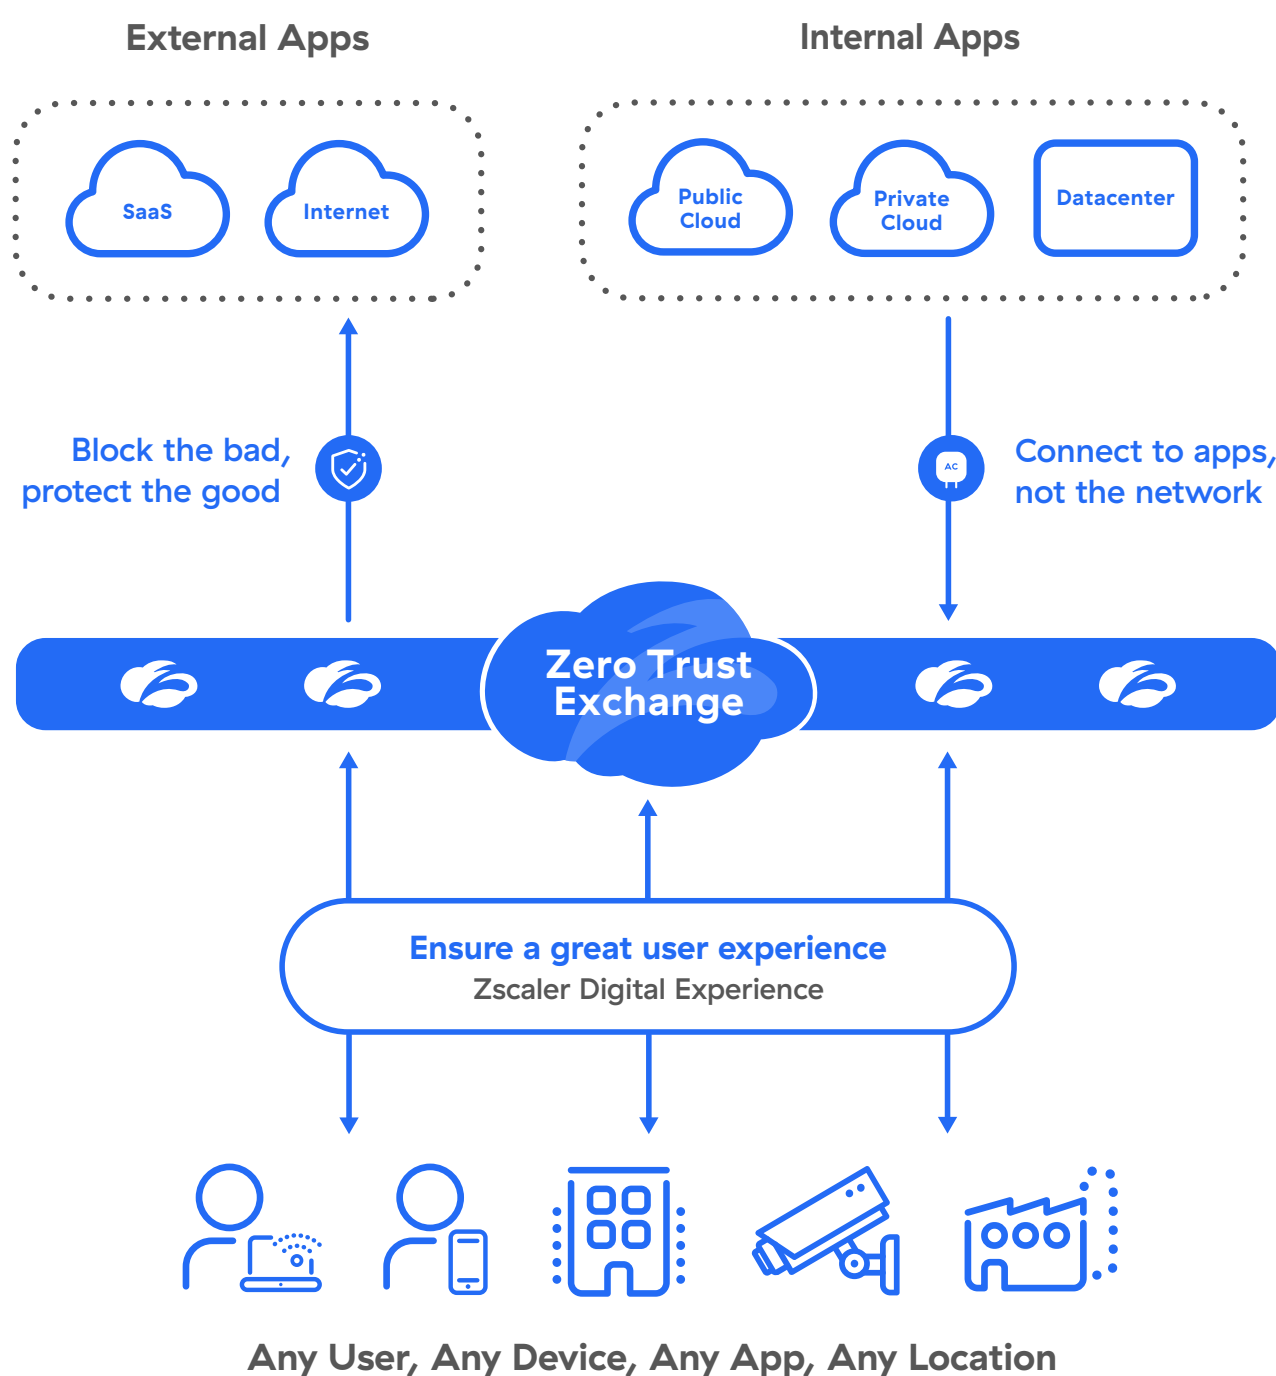 External Apps
Internal Apps
SaaS
Internet
Public
Cloud
Private
Cloud
Datacenter
Block the bad,
protect the good
AC
Connect to apps,
not the network
Zero Trust
Exchange
Ensure a great user experience
Zscaler Digital Experience
Any User, Any Device, Any App, Any Location